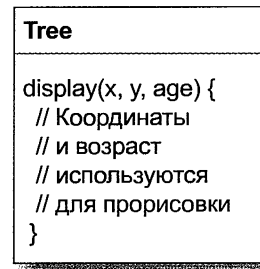 Tree
display(x, y, age) {
// Координаты
// и возраст
// используются
// для прорисовки
}